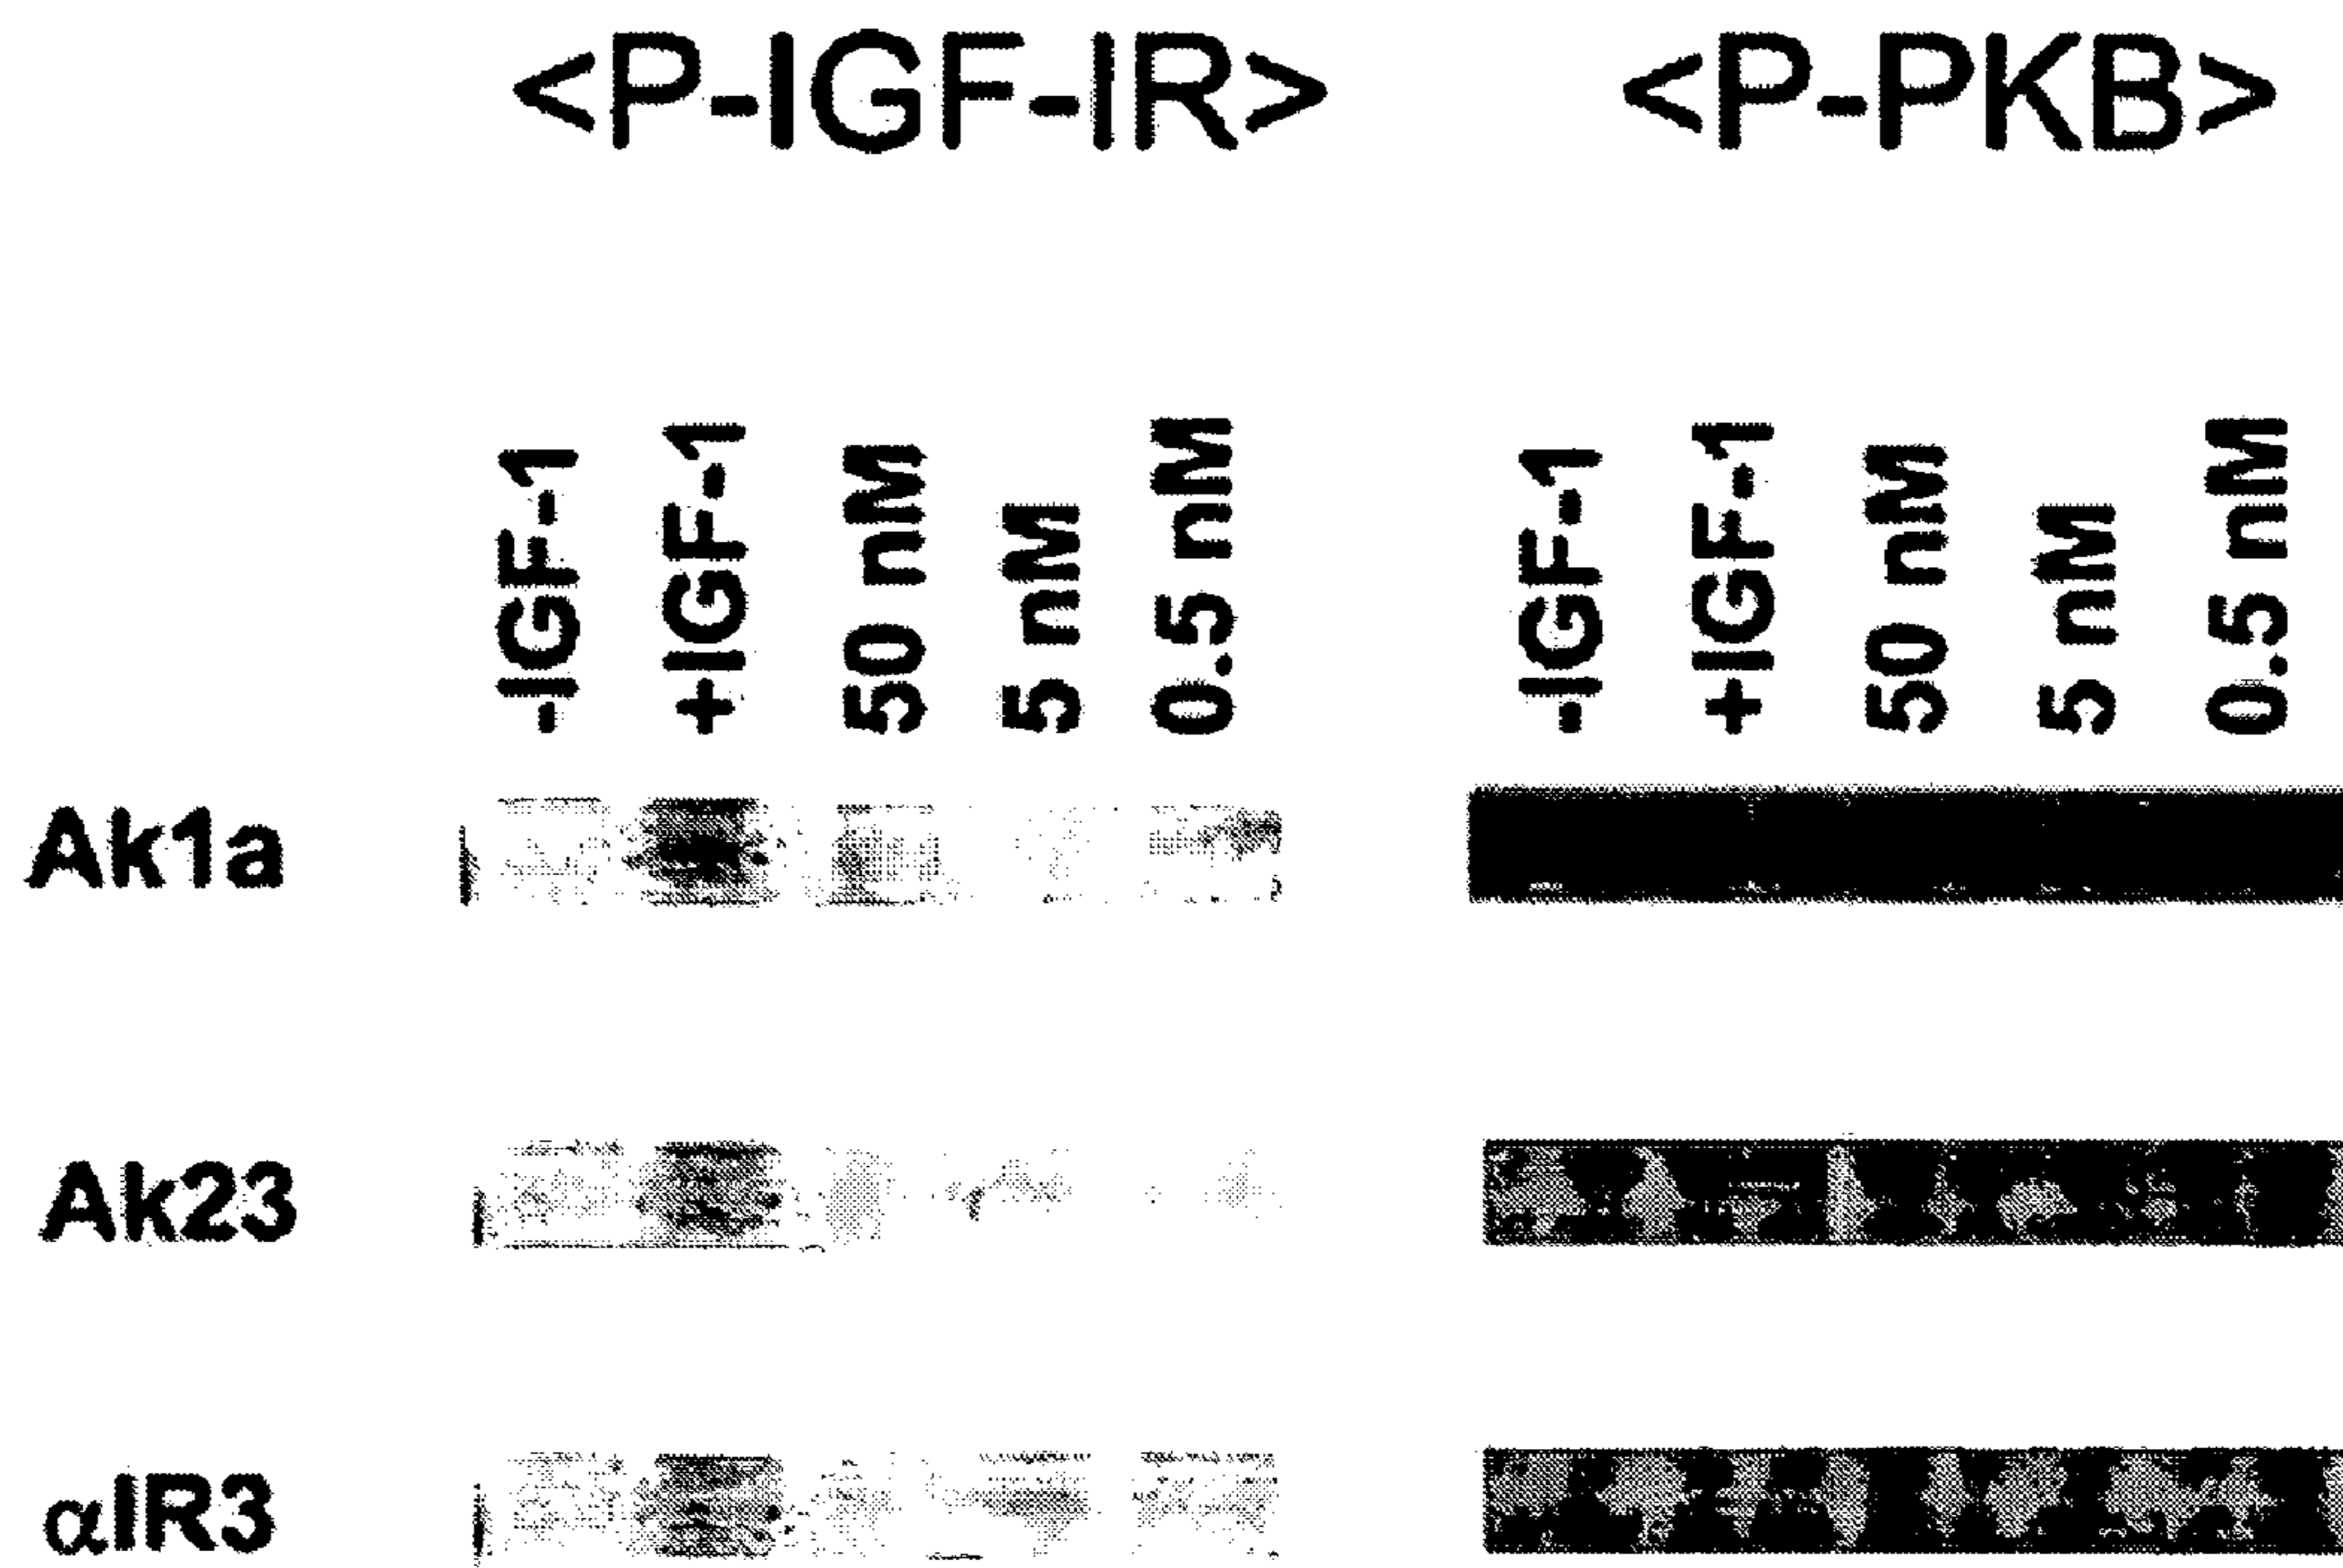 <P-IGF-IR> <P-PKB>
-IGF-1 +IGF-1 50 nM 5 nM 0.5 nM -IGF-1 +IGF-1 50 nM 5 nM 0.5 nM
Ak1a
Ak23
αIR3